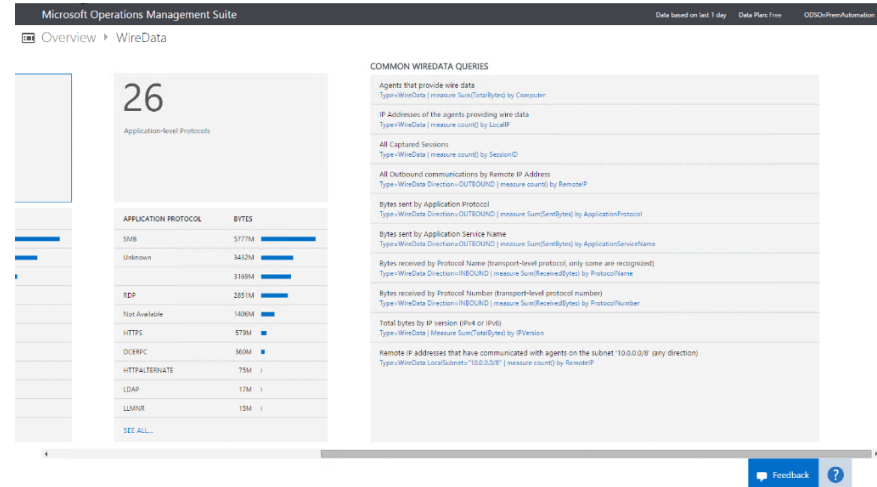 Microsoft Operations Management Suite
Data based on last 1 day Data Plan: Free ODSOnPremAutomation
Overview WireData
26
Application-level Protocols
APPLICATION PROTOCOL BYTES
SMB 5777M
Unknown 3432M
3169M
RDP 2851M
Not Available 1406M
HTTPS 579M
DCERPC 360M
HTTPALTERNATE 75M
LDAP 17M
LLMNR 15M
SEE ALL...
COMMON WIREDATA QUERIES
Agents that provide wire data
Type=WireData | measure Sum(TotalBytes) by Computer
IP Addresses of the agents providing wire data
Type=WireData | measure count() by LocalIP
All Captured Sessions
Type=WireData | measure count() by SessionID
All Outbound communications by Remote IP Address
Type=WireData Direction=OUTBOUND | measure count() by RemoteIP
Bytes sent by Application Protocol
Type=WireData Direction=OUTBOUND | measure Sum(SentBytes) by ApplicationProtocol
Bytes sent by Application Service Name
Type=WireData Direction=OUTBOUND | measure Sum(SentBytes) by ApplicationServiceName
Bytes received by Protocol Name (transport-level protocol, only some are recognized)
Type=WireData Direction=INBOUND | measure Sum(ReceivedBytes) by ProtocolName
Bytes received by Protocol Number (transport-level protocol number)
Type=WireData Direction=INBOUND | measure Sum(ReceivedBytes) by ProtocolNumber
Total bytes by IP version (IPv4 or IPv6)
Type=WireData | Measure Sum(TotalBytes) by IPVersion
Remote IP addresses that have communicated with agents on the subnet '10.0.0.0/8' (any direction)
Type=WireData LocalSubnet="10.0.0.0/8" | measure count() by RemoteIP
Feedback ?